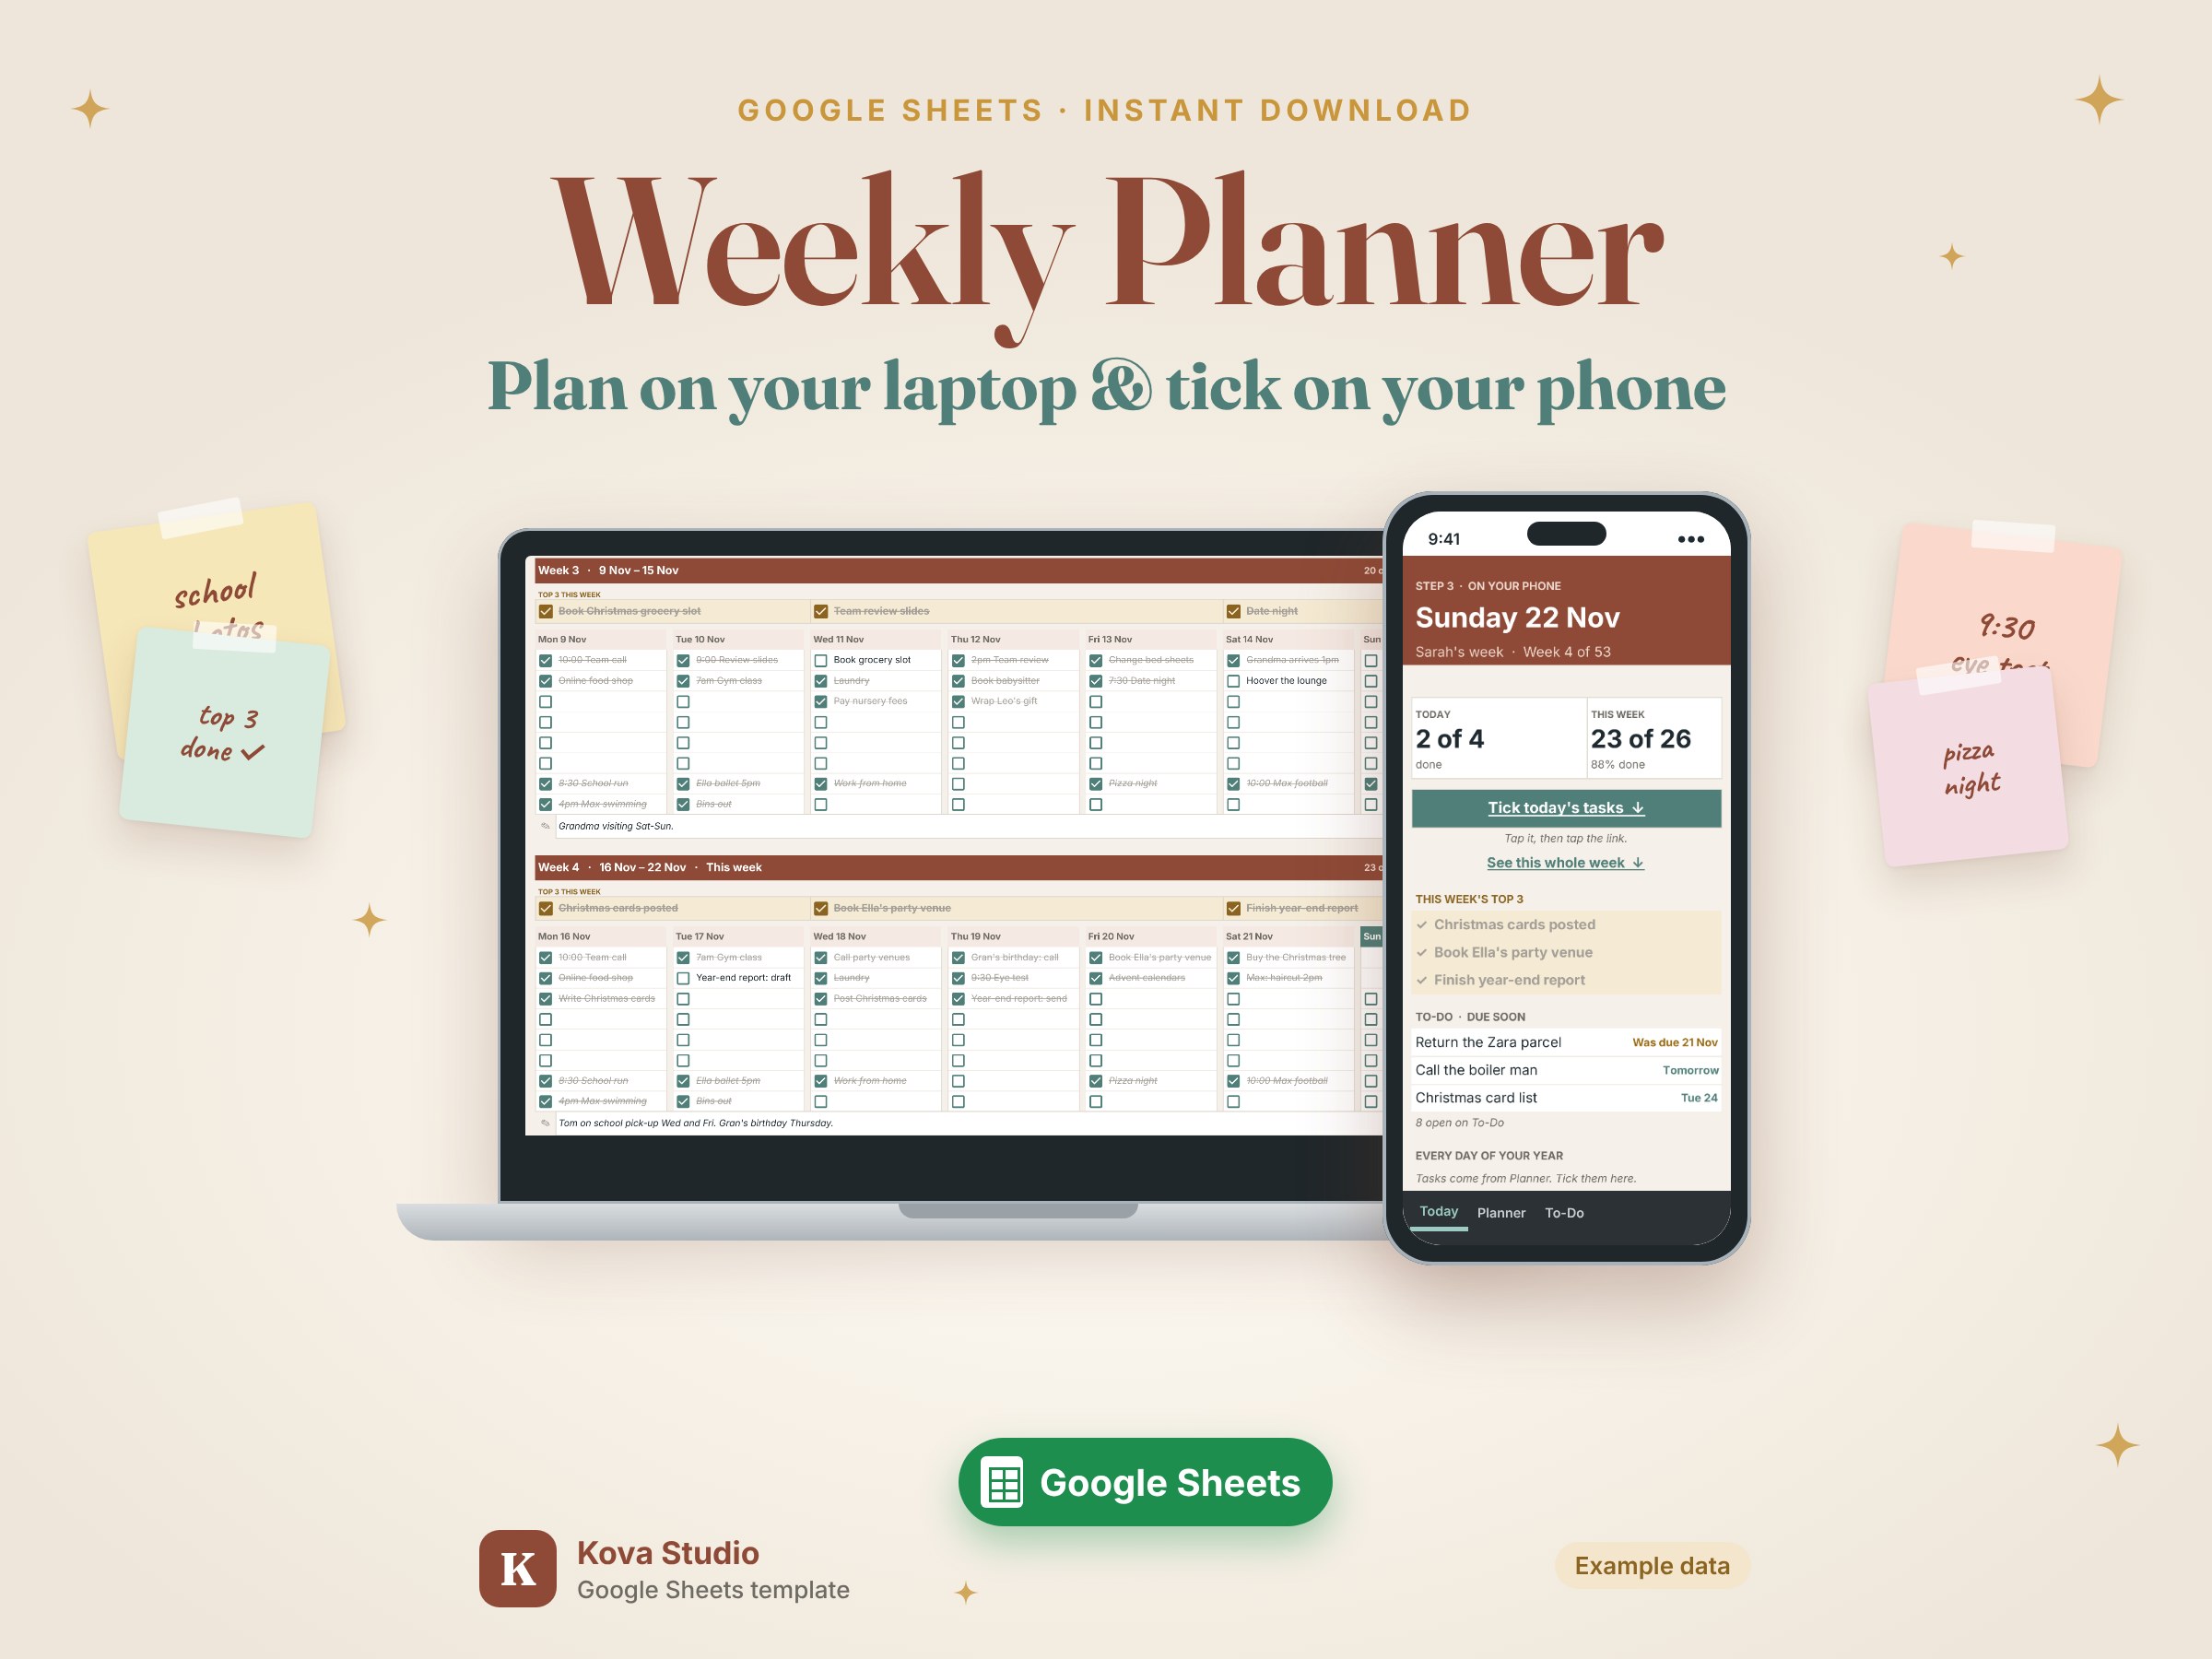 GOOGLE SHEETS · INSTANT DOWNLOAD
Weekly Planner
Plan on your laptop & tick on your phone
school
top 3
done ✓
9:30
eye test
pizza
night
Week 3 · 9 Nov – 15 Nov
TOP 3 THIS WEEK
Book Christmas grocery slot Team review slides Date night
Mon 9 Nov Tue 10 Nov Wed 11 Nov Thu 12 Nov Fri 13 Nov Sat 14 Nov Sun
10:00 Team call 9:00 Review slides Book grocery slot 2pm Team review Change bed sheets Grandma arrives 1pm
Online food shop 7am Gym class Laundry Book babysitter 7:30 Date night Hoover the lounge
Pay nursery fees Wrap Leo's gift
8:30 School run Ella ballet 5pm Work from home Pizza night 10:00 Max football
4pm Max swimming Bins out
Grandma visiting Sat-Sun.
Week 4 · 16 Nov – 22 Nov · This week
TOP 3 THIS WEEK
Christmas cards posted Book Ella's party venue Finish year-end report
Mon 16 Nov Tue 17 Nov Wed 18 Nov Thu 19 Nov Fri 20 Nov Sat 21 Nov Sun
10:00 Team call 7am Gym class Call party venues Gran's birthday: call Book Ella's party venue Buy the Christmas tree
Online food shop Year-end report: draft Laundry 9:30 Eye test Advent calendars Max: haircut 2pm
Write Christmas cards Post Christmas cards Year-end report: send
8:30 School run Ella ballet 5pm Work from home Pizza night 10:00 Max football
4pm Max swimming Bins out
Tom on school pick-up Wed and Fri. Gran's birthday Thursday.
9:41
STEP 3 · ON YOUR PHONE
Sunday 22 Nov
Sarah's week · Week 4 of 53
TODAY THIS WEEK
2 of 4 23 of 26
done 88% done
Tick today's tasks ↓
Tap it, then tap the link.
See this whole week ↓
THIS WEEK'S TOP 3
✓ Christmas cards posted
✓ Book Ella's party venue
✓ Finish year-end report
TO-DO · DUE SOON
Return the Zara parcel Was due 21 Nov
Call the boiler man Tomorrow
Christmas card list Tue 24
8 open on To-Do
EVERY DAY OF YOUR YEAR
Tasks come from Planner. Tick them here.
Today Planner To-Do
Google Sheets
K
Kova Studio
Google Sheets template
Example data